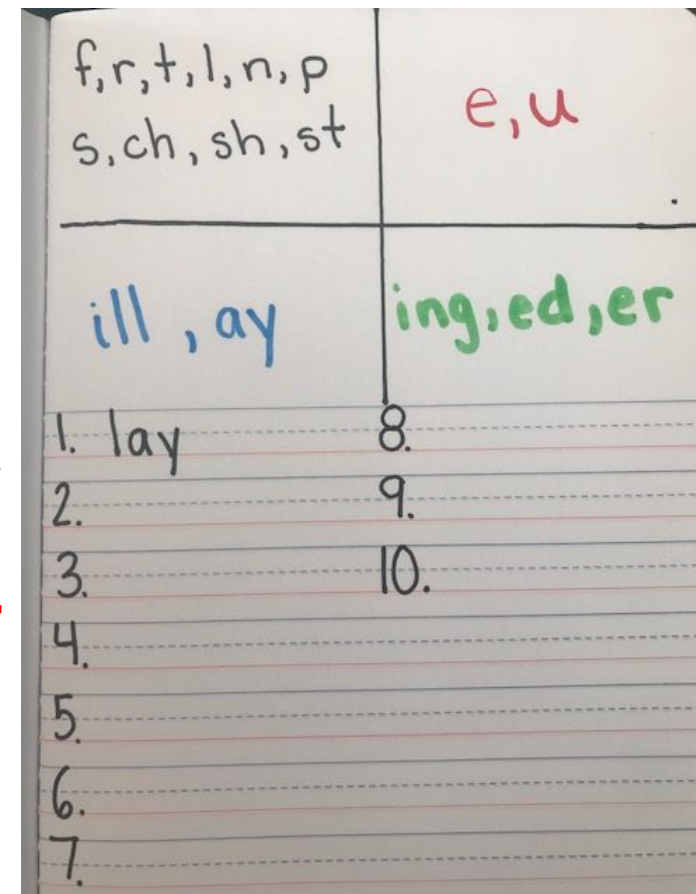 f,r,t,l,n,p
s,ch,sh,st
e,u
ill,ay
ing,ed,er
1. lay
2.
3.
4.
5.
6.
7.
8.
9.
10.